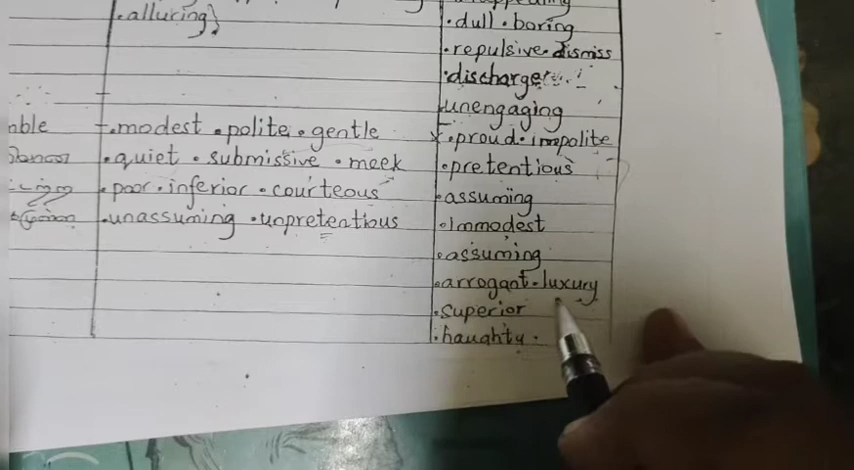 .alluring}
.dull.boring
.repulsive.dismiss
.discharge
unengaging
able
-.modest.polite.gentle
x.proud.impolite
.quiet.submissive.meek
.pretentious
.poor.inferior.courteous
.assuming
.unassuming.unpretentious
.immodest
.assuming
.arrogant.luxury
.superior
.haughty.